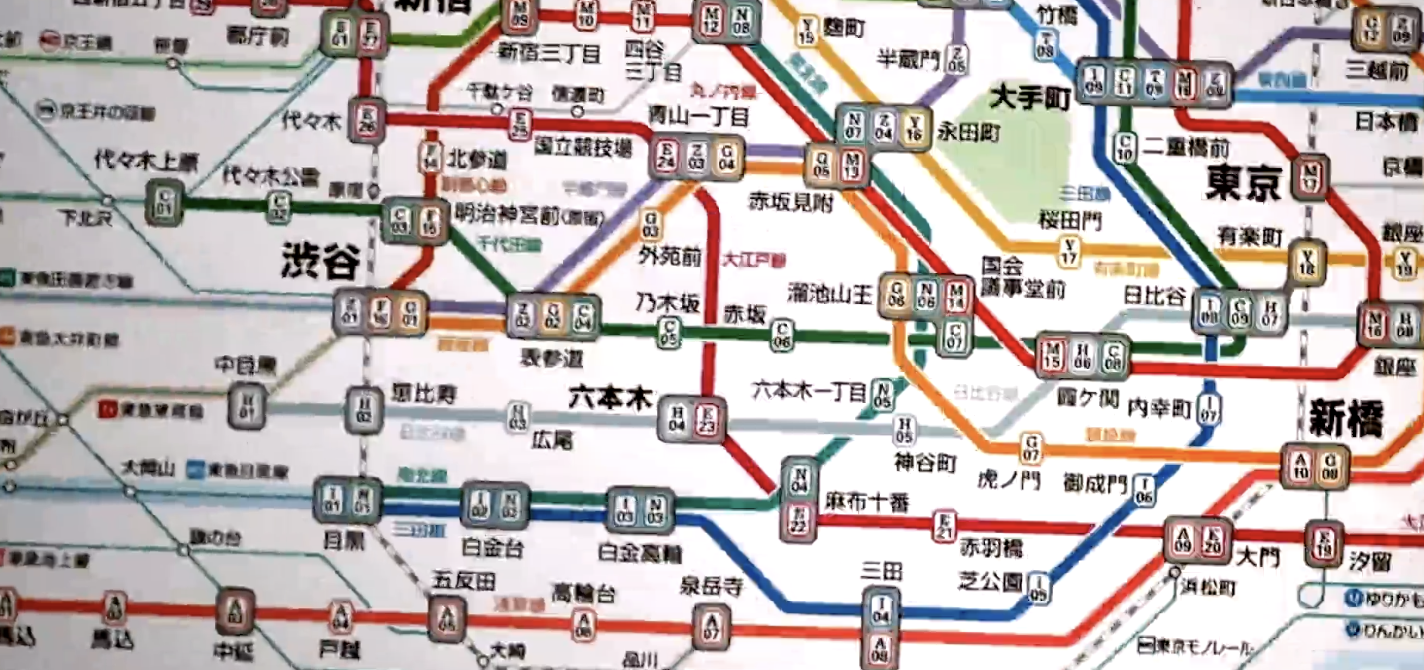 新宿
都庁前
E
M
09
M
10
M
11
M
12
N
08
新宿三丁目
四谷
三丁目
Y
15
麴町
半蔵門
Z
05
竹橋
T
08
大手町
I
09
C
11
T
09
M
18
Z
08
三越前
京王線
笹塚
京王井の頭線
代々木
E
26
千駄ケ谷
信濃町
E
25
国立競技場
丸ノ内線
青山一丁目
E
24
Z
03
G
04
N
07
Z
04
Y
16
永田町
G
05
M
13
赤坂見附
日本橋
C
10
二重橋前
東京
M
17
代々木上原
C
01
代々木公園
C
02
原宿
F
14
北参道
副都心線
半蔵門線
下北沢
C
03
F
15
明治神宮前(原宿)
千代田線
G
03
外苑前
大江戸線
三田線
桜田門
Y
17
有楽町線
有楽町
Y
18
銀座
Y
19
渋谷
東急田園都市線
Z
01
F
16
G
01
銀座線
Z
02
G
02
C
04
表参道
乃木坂
C
05
赤坂
C
06
溜池山王
G
06
N
06
M
14
C
07
国会
議事堂前
日比谷
I
08
C
09
H
07
M
16
H
08
銀座
東急大井町線
中目黒
H
01
恵比寿
H
02
日比谷線
H
03
広尾
六本木
H
04
E
23
六本木一丁目
N
05
H
05
神谷町
日比谷線
M
15
H
06
C
08
霞ケ関
内幸町
I
07
銀座線
G
07
虎ノ門
新橋
A
10
G
08
東急東横線
大岡山
東急目黒線
I
01
N
01
目黒
南北線
三田線
I
02
N
02
白金台
I
03
N
03
白金高輪
N
04
E
22
麻布十番
E
21
赤羽橋
御成門
I
06
A
09
E
20
大門
E
19
汐留
旗の台
東急池上線
馬込
A
02
馬込
A
03
中延
A
04
戸越
五反田
A
05
浅草線
高輪台
A
06
泉岳寺
A
07
品川
大崎
三田
I
04
A
08
芝公園
I
05
浜松町
東京モノレール
ゆりかも
りんかい